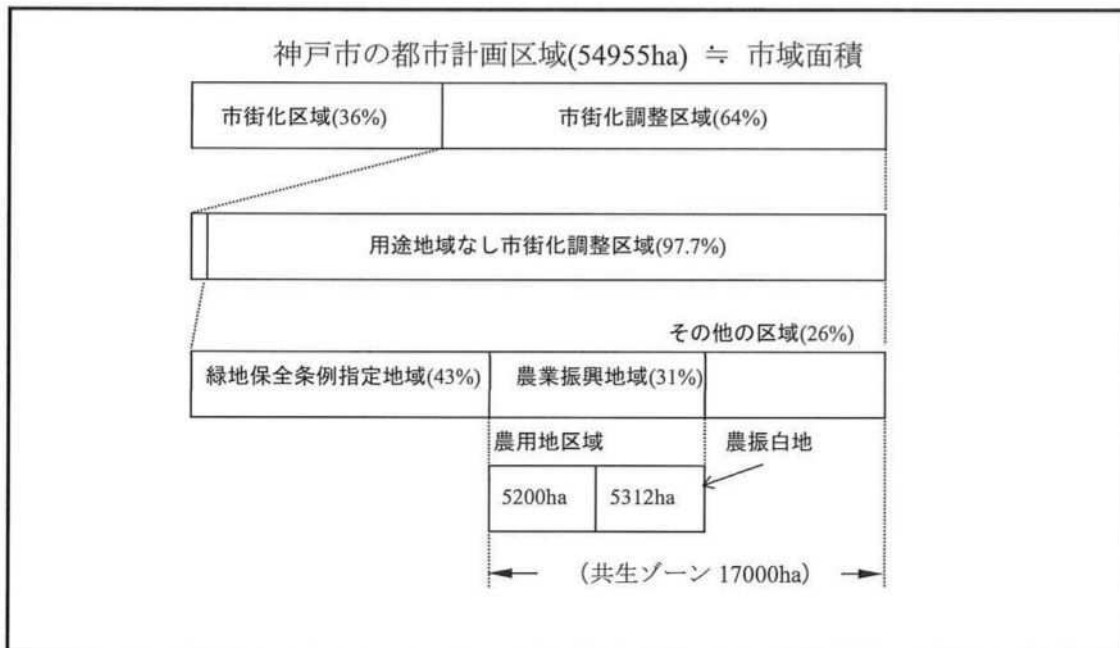 神戸市の都市計画区域(54955ha) ≒ 市域面積
市街化区域(36%) 市街化調整区域(64%)
用途地域なし市街化調整区域(97.7%)
その他の区域(26%)
緑地保全条例指定地域(43%) 農業振興地域(31%)
農用地区域 農振白地
5200ha 5312ha
(共生ゾーン 17000ha)